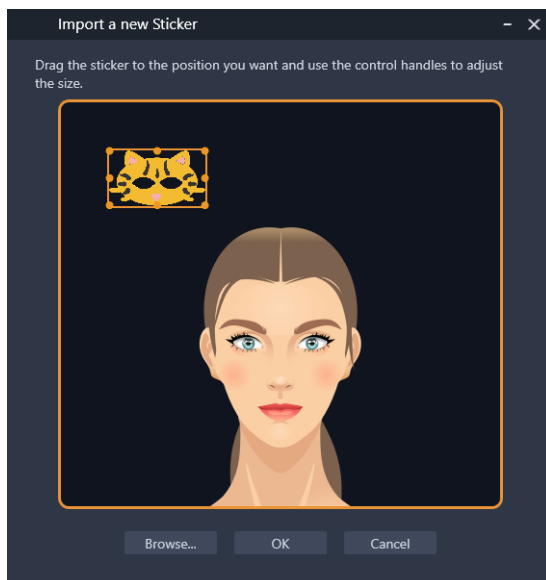 Import a new Sticker
Drag the sticker to the position you want and use the control handles to adjust
the size.
Browse...
OK
Cancel